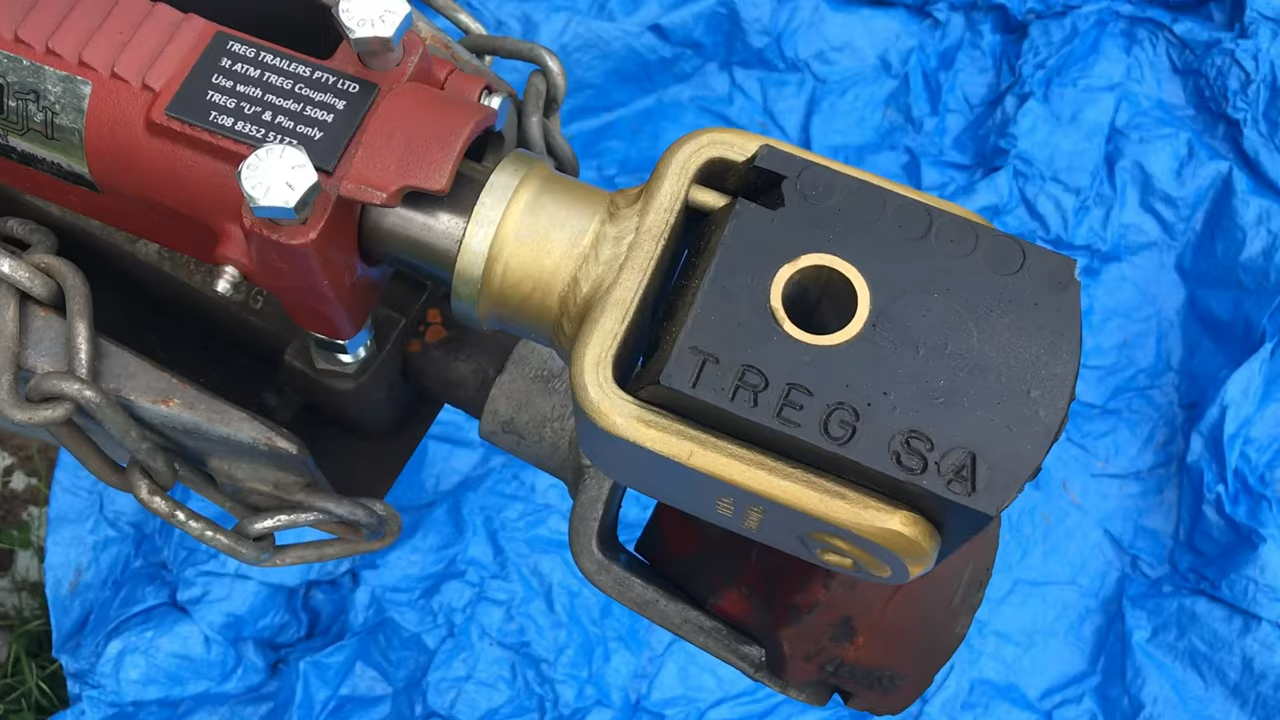 TREG TRAILERS PTY LTD
3t ATM TREG Coupling
Use with model 5004
TREG "U" & Pin only
T:08 8352 5177
G
TREG SA